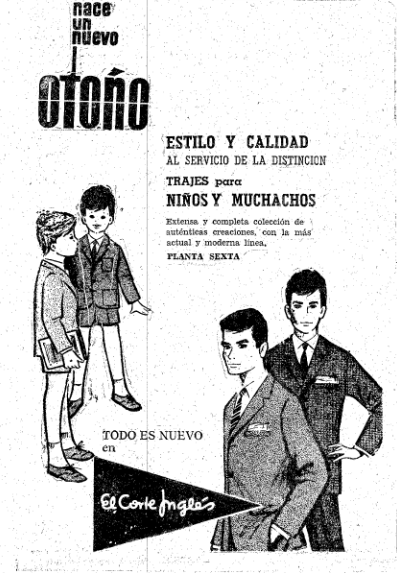 nace
un
nuevo
OTOÑO
ESTILO Y CALIDAD
AL SERVICIO DE LA DISTINCION
TRAJES para
NIÑOS Y MUCHACHOS
Extensa y completa colección de
auténticas creaciones, con la más
actual y moderna línea.
PLANTA SEXTA
TODO ES NUEVO
en
El Corte Inglés